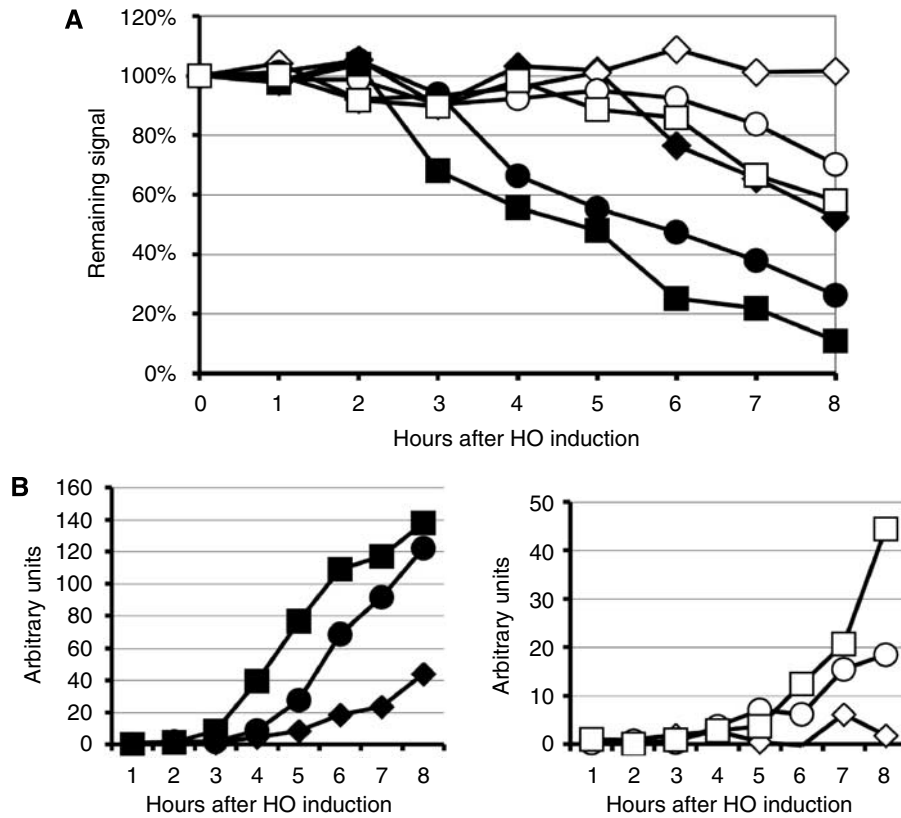 A
120%
100%
80%
60%
40%
20%
0%
Remaining signal
0 1 2 3 4 5 6 7 8
Hours after HO induction
B
160
140
120
100
80
60
40
20
0
Arbitrary units
1 2 3 4 5 6 7 8
Hours after HO induction
50
40
30
20
10
0
Arbitrary units
1 2 3 4 5 6 7 8
Hours after HO induction